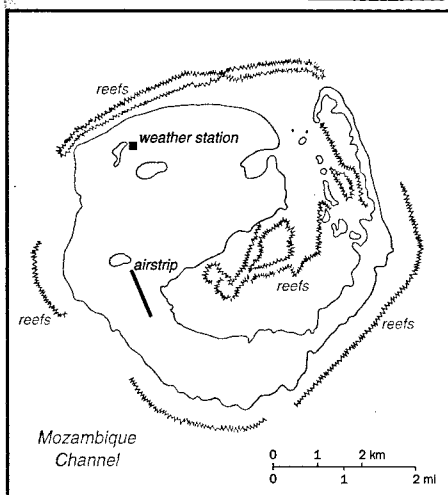 reefs
weather station
airstrip
reefs
reefs
reefs
Mozambique
Channel
0 1 2 km
0 1 2 mi